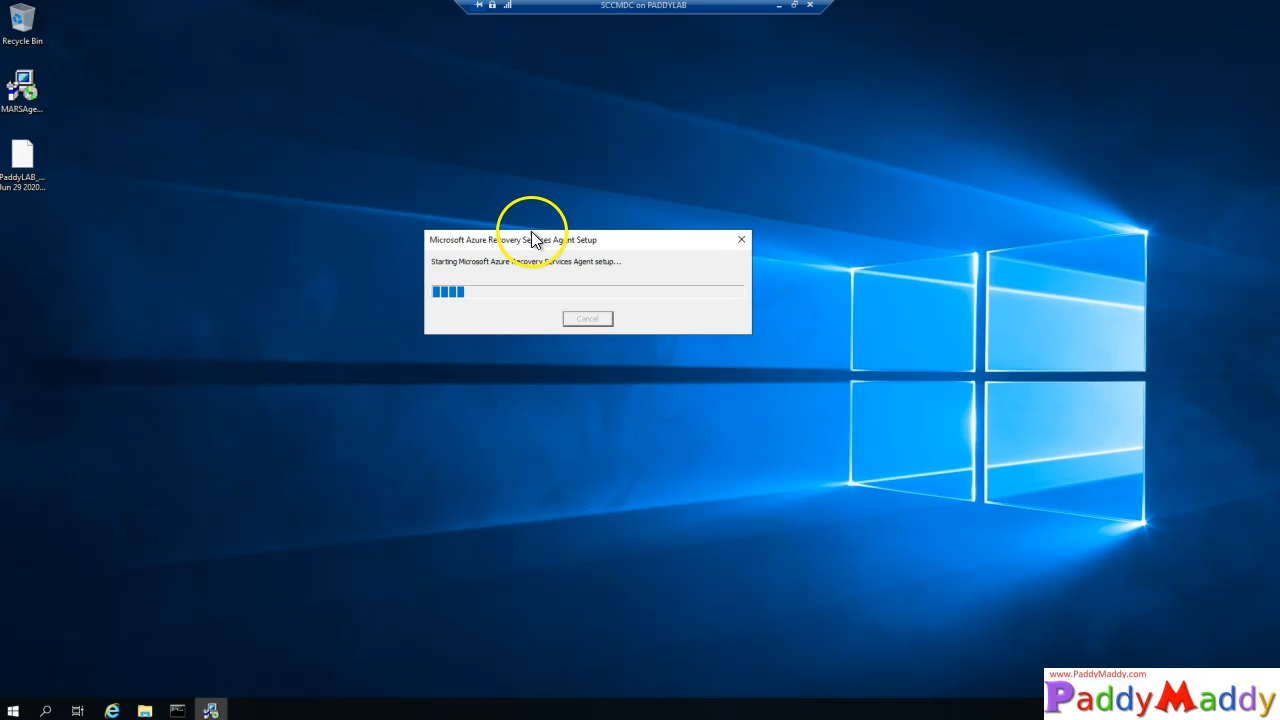 SCCMDC on PADDYLAB
Recycle Bin
MARSAge...
PaddyLAB_...
Jun 29 2020...
Microsoft Azure Recovery Services Agent Setup
Starting Microsoft Azure Recovery Services Agent setup...
Cancel
www.PaddyMaddy.com
PaddyMaddy